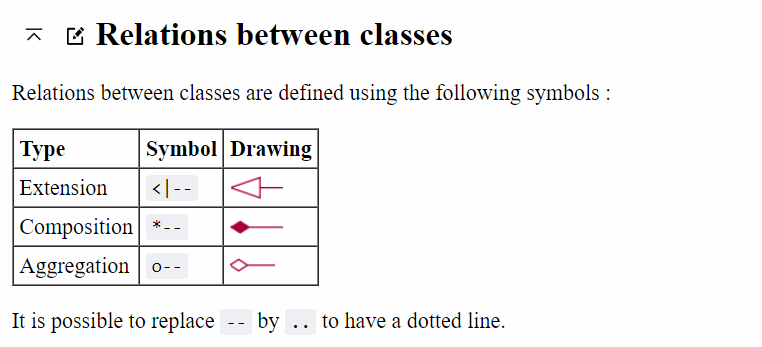 Relations between classes
Relations between classes are defined using the following symbols :
Type Symbol Drawing
Extension <|--
Composition *--
Aggregation o--
It is possible to replace -- by .. to have a dotted line.